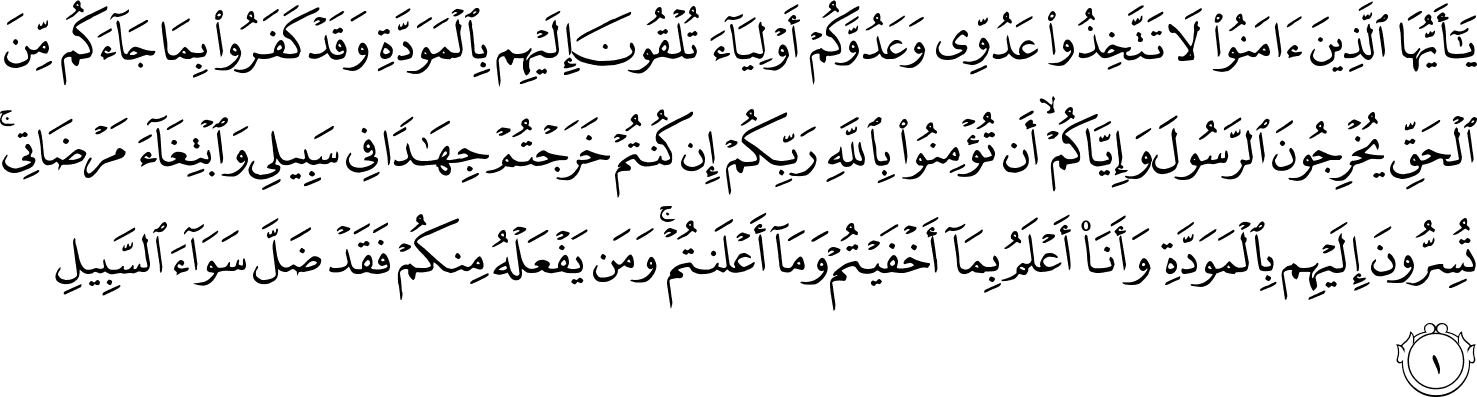 يَـٰٓأَيُّهَا ٱلَّذِينَ ءَامَنُوا۟ لَا تَتَّخِذُوا۟ عَدُوِّى وَعَدُوَّكُمْ أَوْلِيَآءَ تُلْقُونَ إِلَيْهِم بِٱلْمَوَدَّةِ وَقَدْ كَفَرُوا۟ بِمَا جَآءَكُم مِّنَ
ٱلْحَقِّ يُخْرِجُونَ ٱلرَّسُولَ وَإِيَّاكُمْ ۙ أَن تُؤْمِنُوا۟ بِٱللَّهِ رَبِّكُمْ إِن كُنتُمْ خَرَجْتُمْ جِهَـٰدًا فِى سَبِيلِى وَٱبْتِغَآءَ مَرْضَاتِى ۚ
تُسِرُّونَ إِلَيْهِم بِٱلْمَوَدَّةِ وَأَنَا۠ أَعْلَمُ بِمَآ أَخْفَيْتُمْ وَمَآ أَعْلَنتُمْ ۚ وَمَن يَفْعَلْهُ مِنكُمْ فَقَدْ ضَلَّ سَوَآءَ ٱلسَّبِيلِ
١